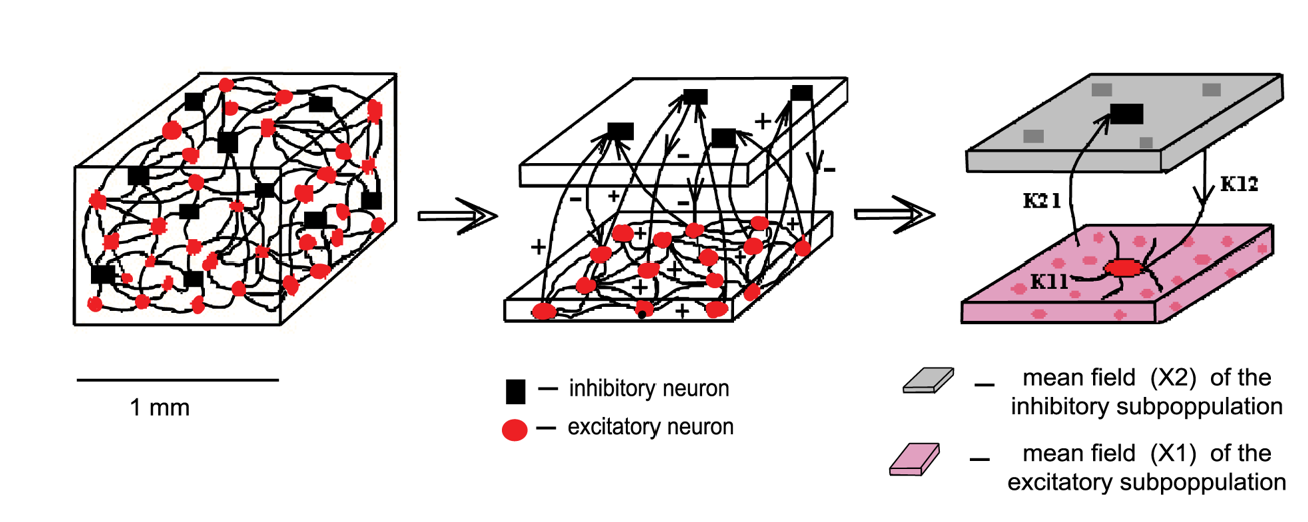 +
−
−
+
−
+
−
+
+
+
+
+
+
K21
K12
K11
1 mm
– inhibitory neuron
– excitatory neuron
– mean field (X2) of the
inhibitory subpoppulation
– mean field (X1) of the
excitatory subpoppulation